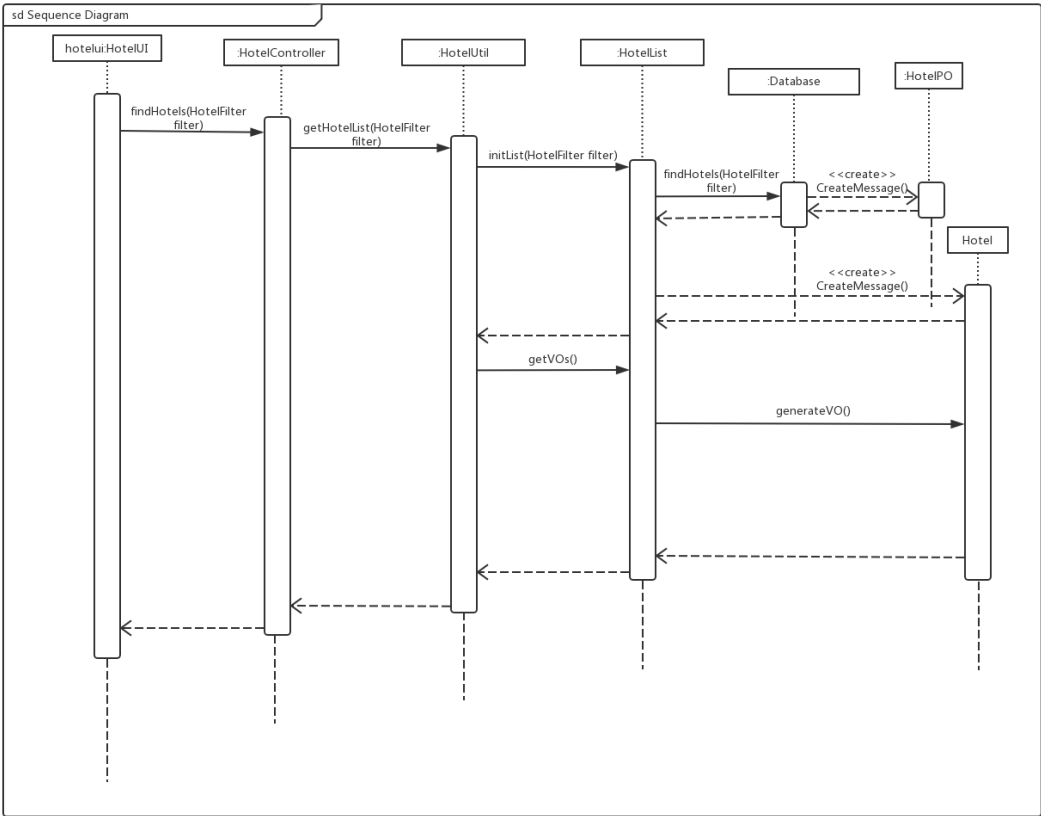 sd Sequence Diagram
hotelui:HotelUI
:HotelController
:HotelUtil
:HotelList
:Database
:HotelPO
findHotels(HotelFilter
filter)
getHotelList(HotelFilter
filter)
initList(HotelFilter filter)
findHotels(HotelFilter
filter)
<<create>>
CreateMessage()
Hotel
<<create>>
CreateMessage()
getVOs()
generateVO()